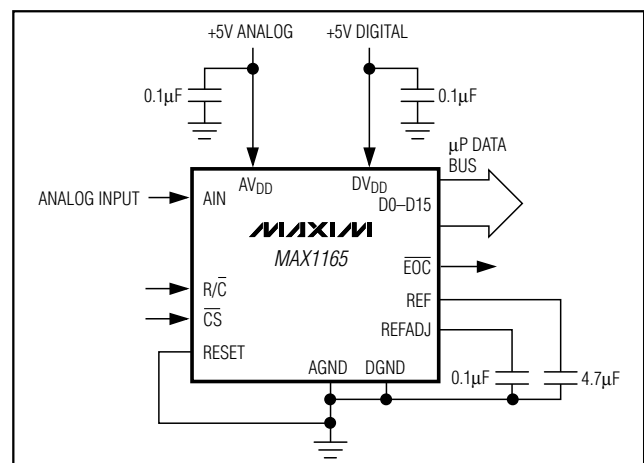 +5V ANALOG
+5V DIGITAL
0.1µF
0.1µF
µP DATA
BUS
ANALOG INPUT
AIN
AVDD
DVDD
D0–D15
MAXIM
MAX1165
EOC
R/C
REF
CS
REFADJ
RESET
AGND
DGND
0.1µF
4.7µF